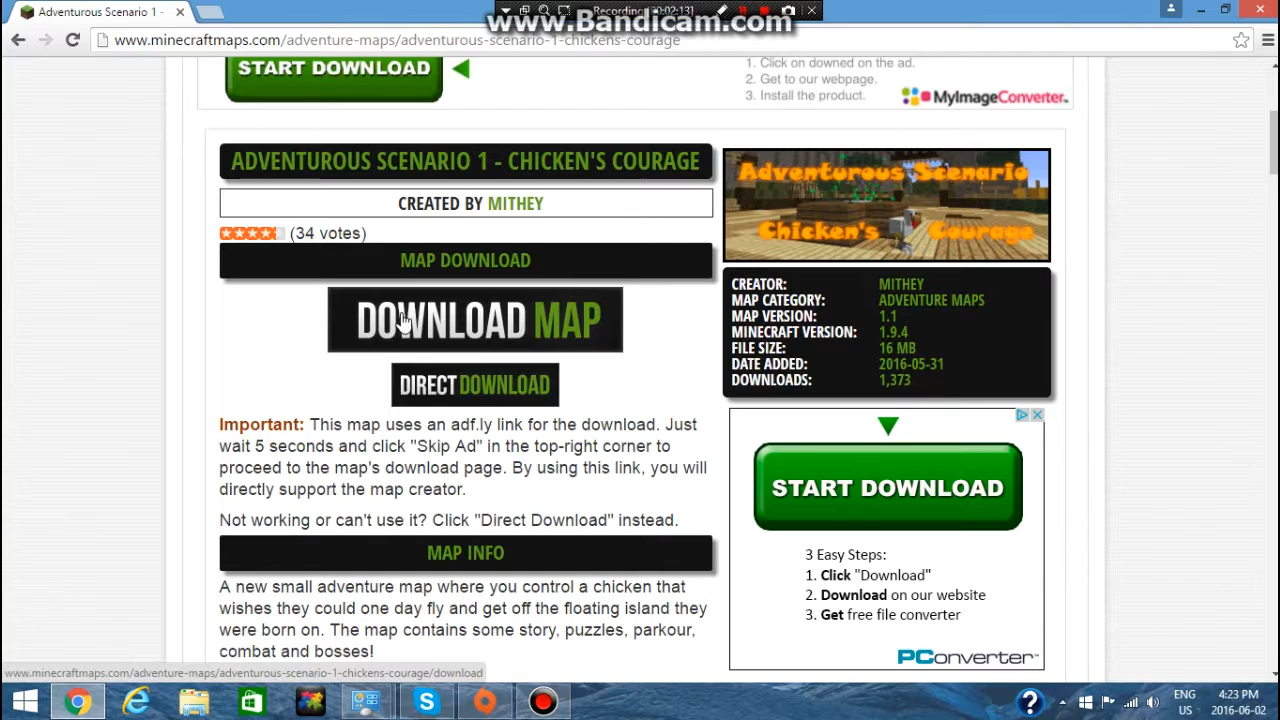 Adventurous Scenario 1 -
Recording [00:02:13]
www.Bandicam.com
www.minecraftmaps.com/adventure-maps/adventurous-scenario-1-chickens-courage
START DOWNLOAD
1. Click on downed on the ad.
2. Get to our webpage.
3. Install the product.
MyImageConverter
ADVENTUROUS SCENARIO 1 - CHICKEN'S COURAGE
CREATED BY MITHEY
(34 votes)
MAP DOWNLOAD
DOWNLOAD MAP
DIRECT DOWNLOAD
Important: This map uses an adf.ly link for the download. Just
wait 5 seconds and click "Skip Ad" in the top-right corner to
proceed to the map's download page. By using this link, you will
directly support the map creator.
Not working or can't use it? Click "Direct Download" instead.
MAP INFO
A new small adventure map where you control a chicken that
wishes they could one day fly and get off the floating island they
were born on. The map contains some story, puzzles, parkour,
combat and bosses!
Adventurous Scenario
Chicken's Courage
CREATOR: MITHEY
MAP CATEGORY: ADVENTURE MAPS
MAP VERSION: 1.1
MINECRAFT VERSION: 1.9.4
FILE SIZE: 16 MB
DATE ADDED: 2016-05-31
DOWNLOADS: 1,373
START DOWNLOAD
3 Easy Steps:
1. Click "Download"
2. Download on our website
3. Get free file converter
PConverter
www.minecraftmaps.com/adventure-maps/adventurous-scenario-1-chickens-courage/download
ENG
US
4:23 PM
2016-06-02